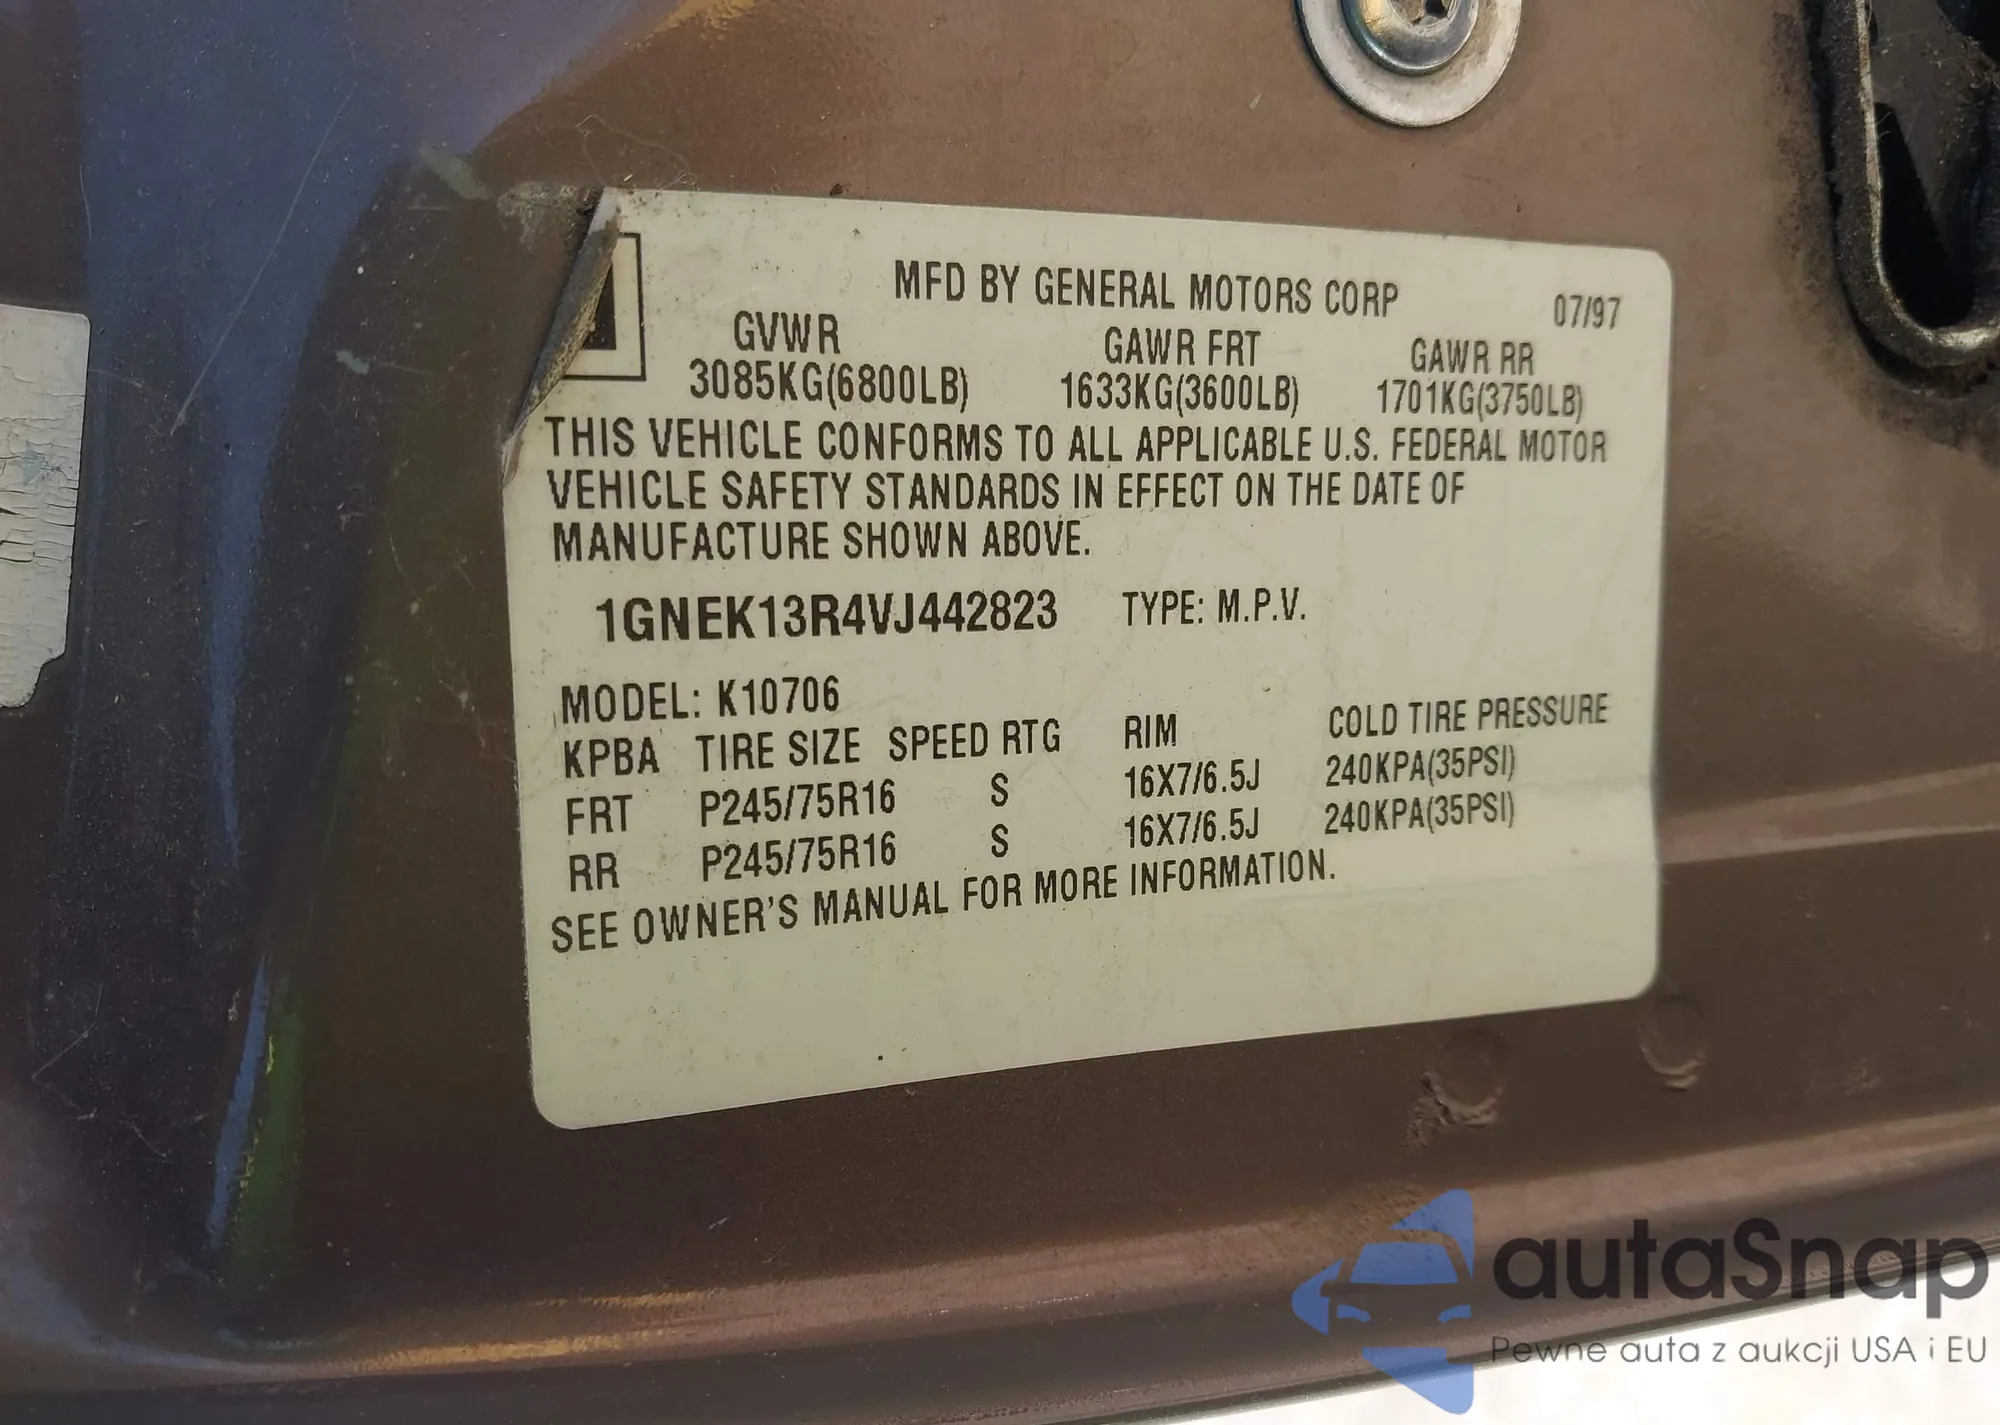 MFD BY GENERAL MOTORS CORP 07/97
GVWR GAWR FRT GAWR RR
3085KG(6800LB) 1633KG(3600LB) 1701KG(3750LB)
THIS VEHICLE CONFORMS TO ALL APPLICABLE U.S. FEDERAL MOTOR
VEHICLE SAFETY STANDARDS IN EFFECT ON THE DATE OF
MANUFACTURE SHOWN ABOVE.
1GNEK13R4VJ442823 TYPE: M.P.V.
MODEL: K10706
KPBA TIRE SIZE SPEED RTG RIM COLD TIRE PRESSURE
FRT P245/75R16 S 16X7/6.5J 240KPA(35PSI)
RR P245/75R16 S 16X7/6.5J 240KPA(35PSI)
SEE OWNER'S MANUAL FOR MORE INFORMATION.
autaSnap
Pewne auta z aukcji USA i EU